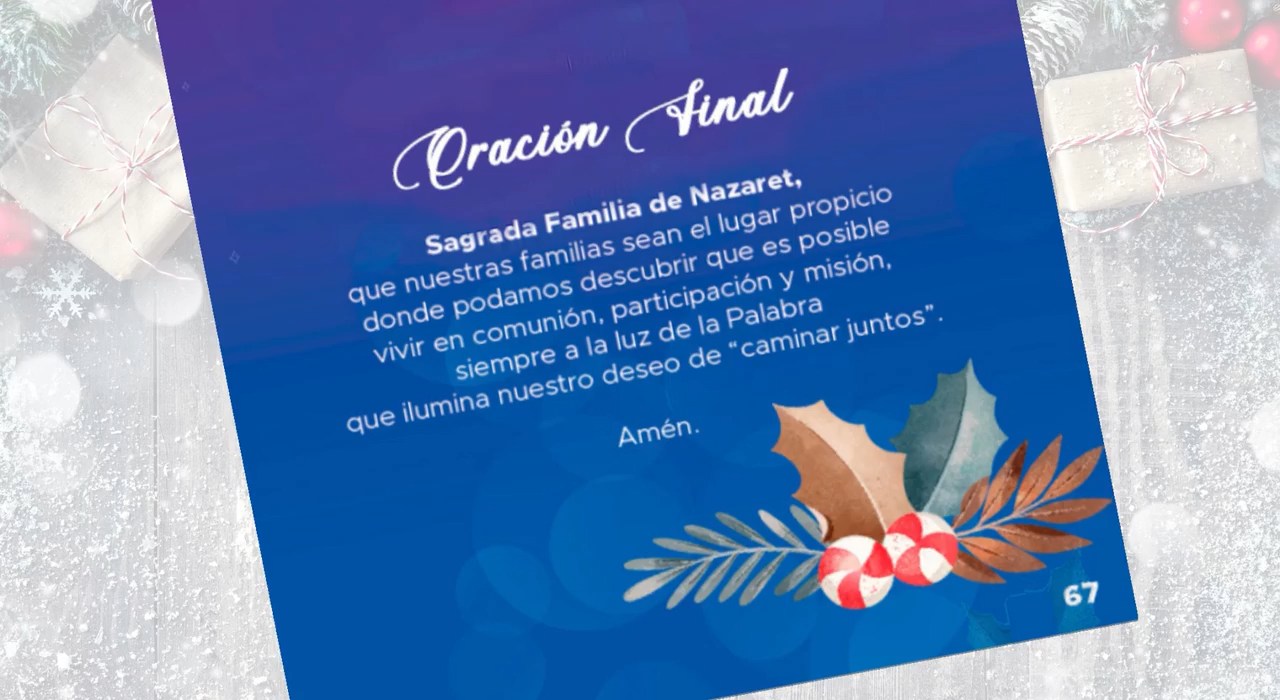 Oración final
Sagrada Familia de Nazaret,
que nuestras familias sean el lugar propicio
donde podamos descubrir que es posible
vivir en comunión, participación y misión,
siempre a la luz de la Palabra
que ilumina nuestro deseo de “caminar juntos”.
Amén.
67